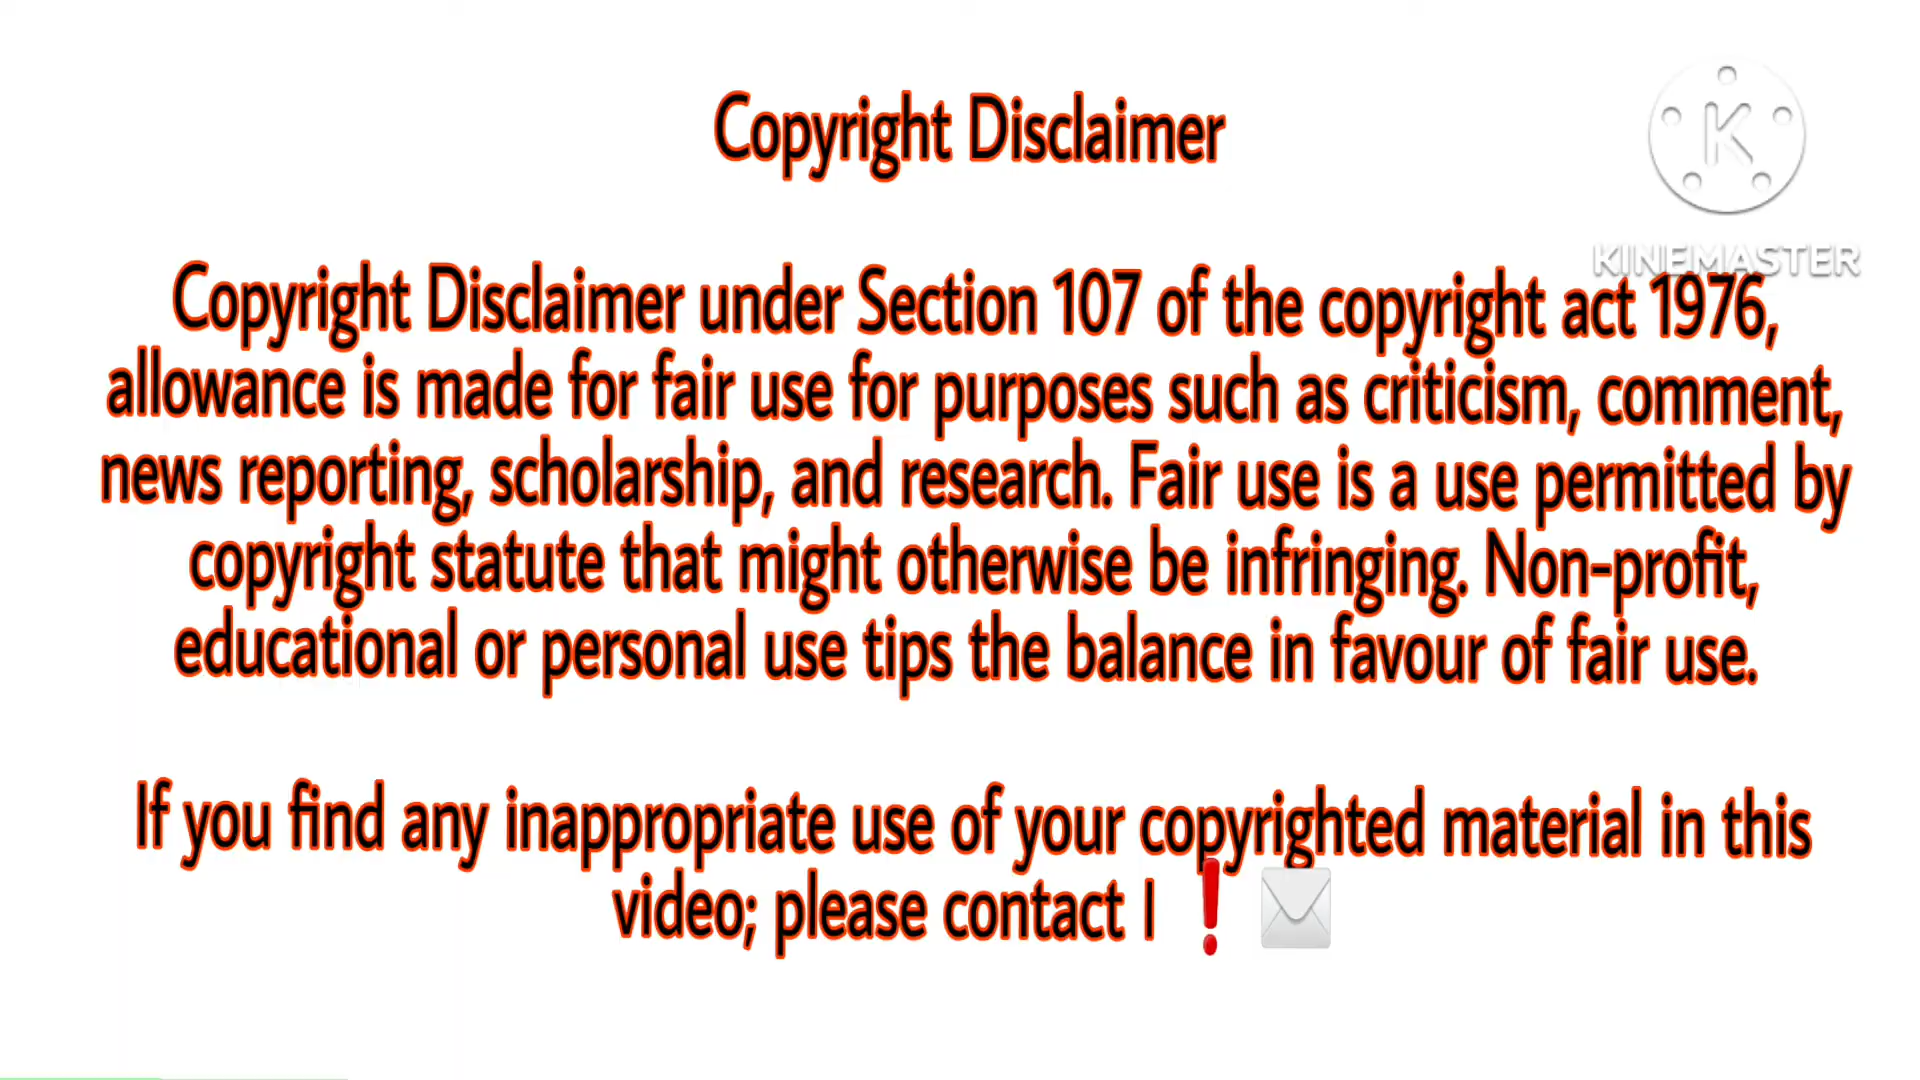 Copyright Disclaimer
K
KINEMASTER
Copyright Disclaimer under Section 107 of the copyright act 1976,
allowance is made for fair use for purposes such as criticism, comment,
news reporting, scholarship, and research. Fair use is a use permitted by
copyright statute that might otherwise be infringing. Non-profit,
educational or personal use tips the balance in favour of fair use.
If you find any inappropriate use of your copyrighted material in this
video; please contact I ❗ ✉